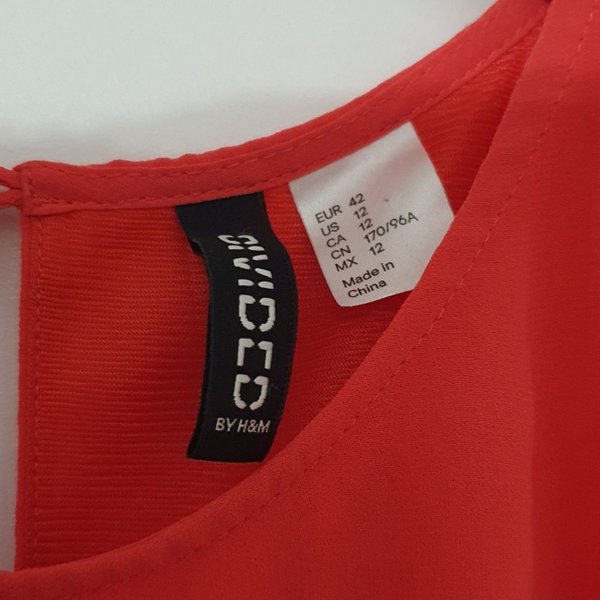 DIVIDED
BY H&M
EUR 42
US 12
CA 12
CN 170/96A
MX 12
Made in
China